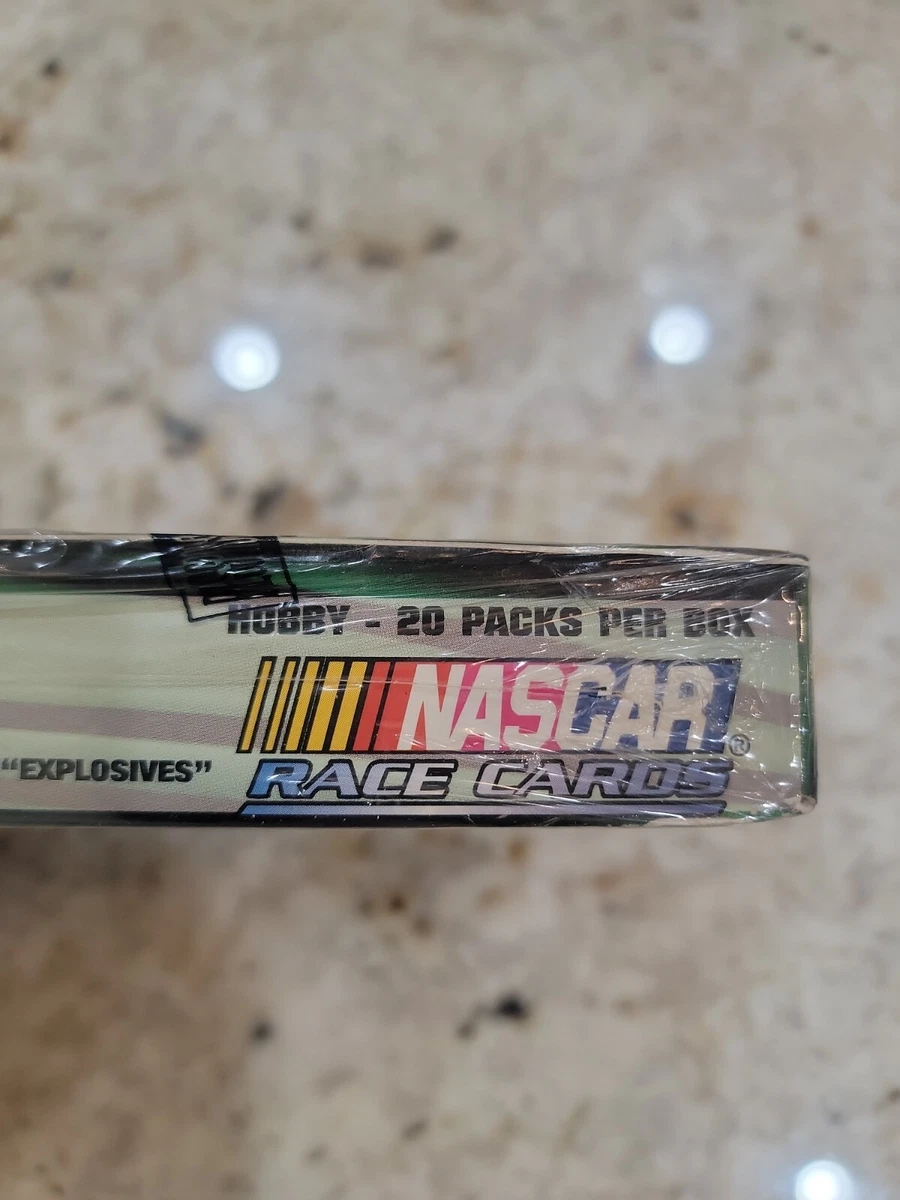 HOBBY - 20 PACKS PER BOX
NASCAR®
"EXPLOSIVES"
RACE CARDS